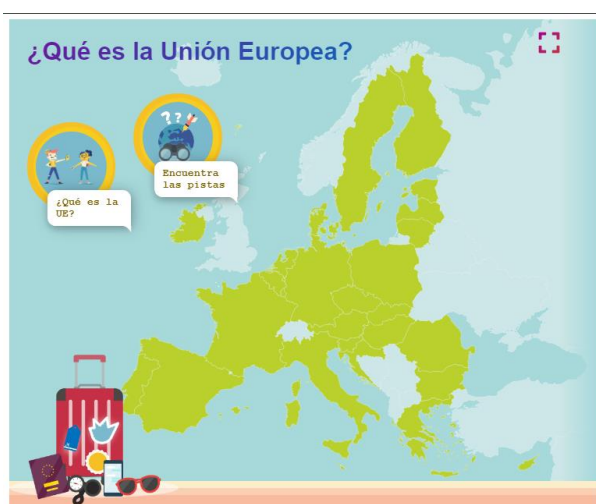 ¿Qué es la Unión Europea?
??
Encuentra
las pistas
¿Qué es la
UE?